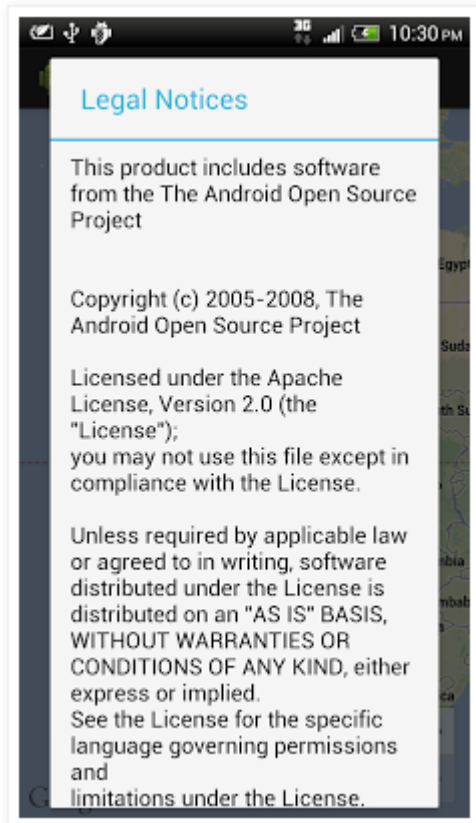 3G
10:30 PM
Legal Notices
This product includes software
from the The Android Open Source
Project
Copyright (c) 2005-2008, The
Android Open Source Project
Licensed under the Apache
License, Version 2.0 (the
"License");
you may not use this file except in
compliance with the License.
Unless required by applicable law
or agreed to in writing, software
distributed under the License is
distributed on an "AS IS" BASIS,
WITHOUT WARRANTIES OR
CONDITIONS OF ANY KIND, either
express or implied.
See the License for the specific
language governing permissions
and
limitations under the License.
Egypt